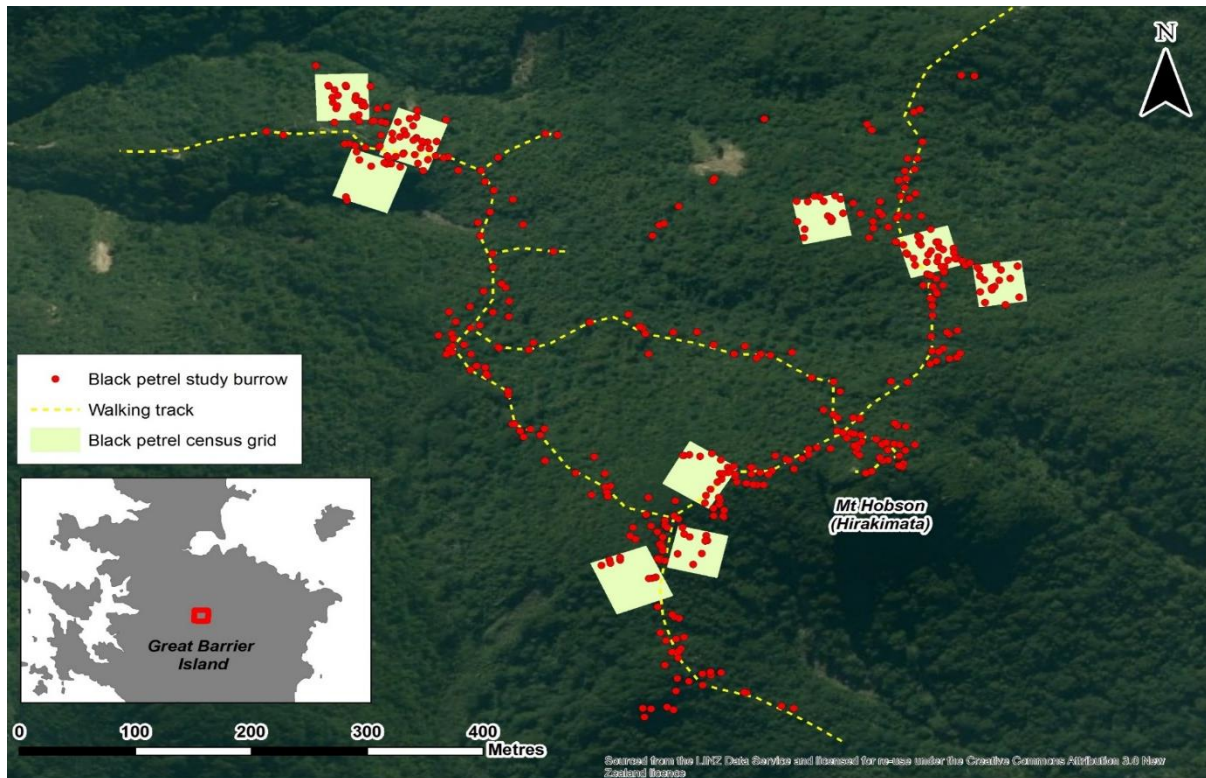 N
Black petrel study burrow
Walking track
Black petrel census grid
Mt Hobson
(Hirakimata)
Great Barrier
Island
0 100 200 300 400
Metres
Sourced from the LINZ Data Service and licensed for re-use under the Creative Commons Attribution 3.0 New
Zealand licence